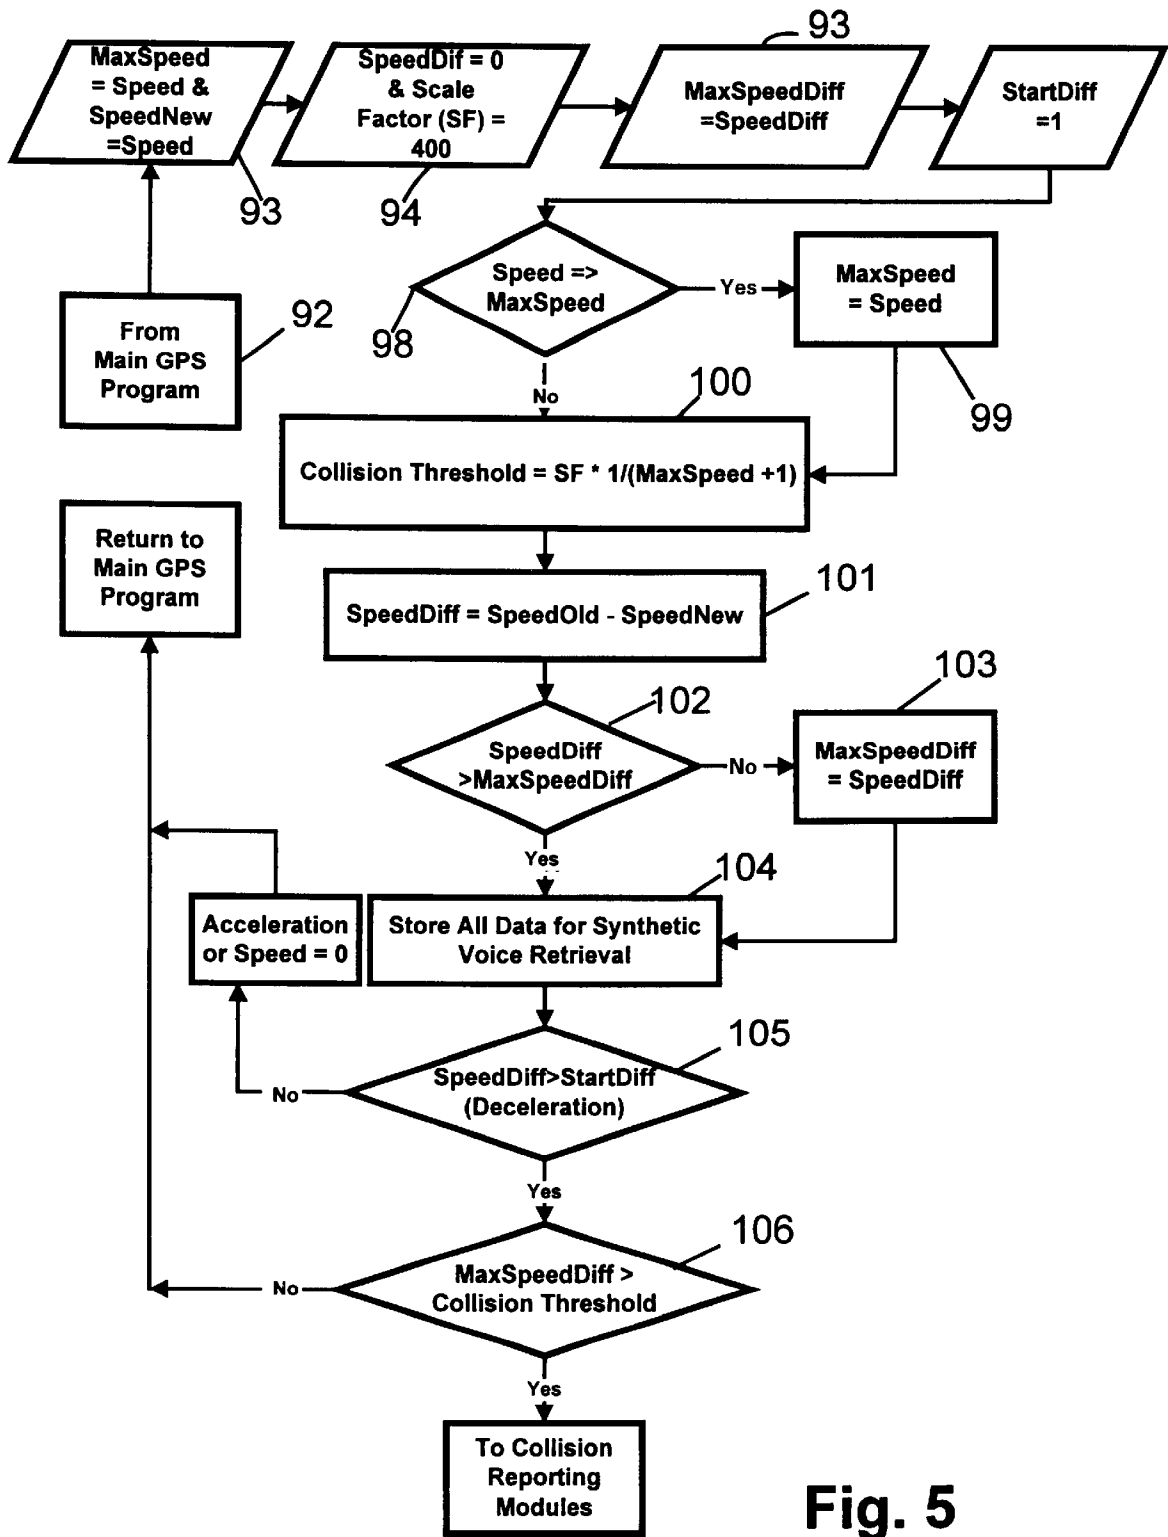 93
MaxSpeed
= Speed &
SpeedNew
=Speed
SpeedDif = 0
& Scale
Factor (SF) =
400
MaxSpeedDiff
=SpeedDiff
StartDiff
=1
93
94
Speed =>
MaxSpeed
Yes
MaxSpeed
= Speed
98
92
From
Main GPS
Program
No
100
99
Collision Threshold = SF * 1/(MaxSpeed +1)
Return to
Main GPS
Program
101
SpeedDiff = SpeedOld - SpeedNew
103
102
SpeedDiff
>MaxSpeedDiff
No
MaxSpeedDiff
= SpeedDiff
Yes
104
Acceleration
or Speed = 0
Store All Data for Synthetic
Voice Retrieval
105
SpeedDiff>StartDiff
(Deceleration)
No
Yes
106
MaxSpeedDiff >
Collision Threshold
No
Yes
To Collision
Reporting
Modules
Fig. 5